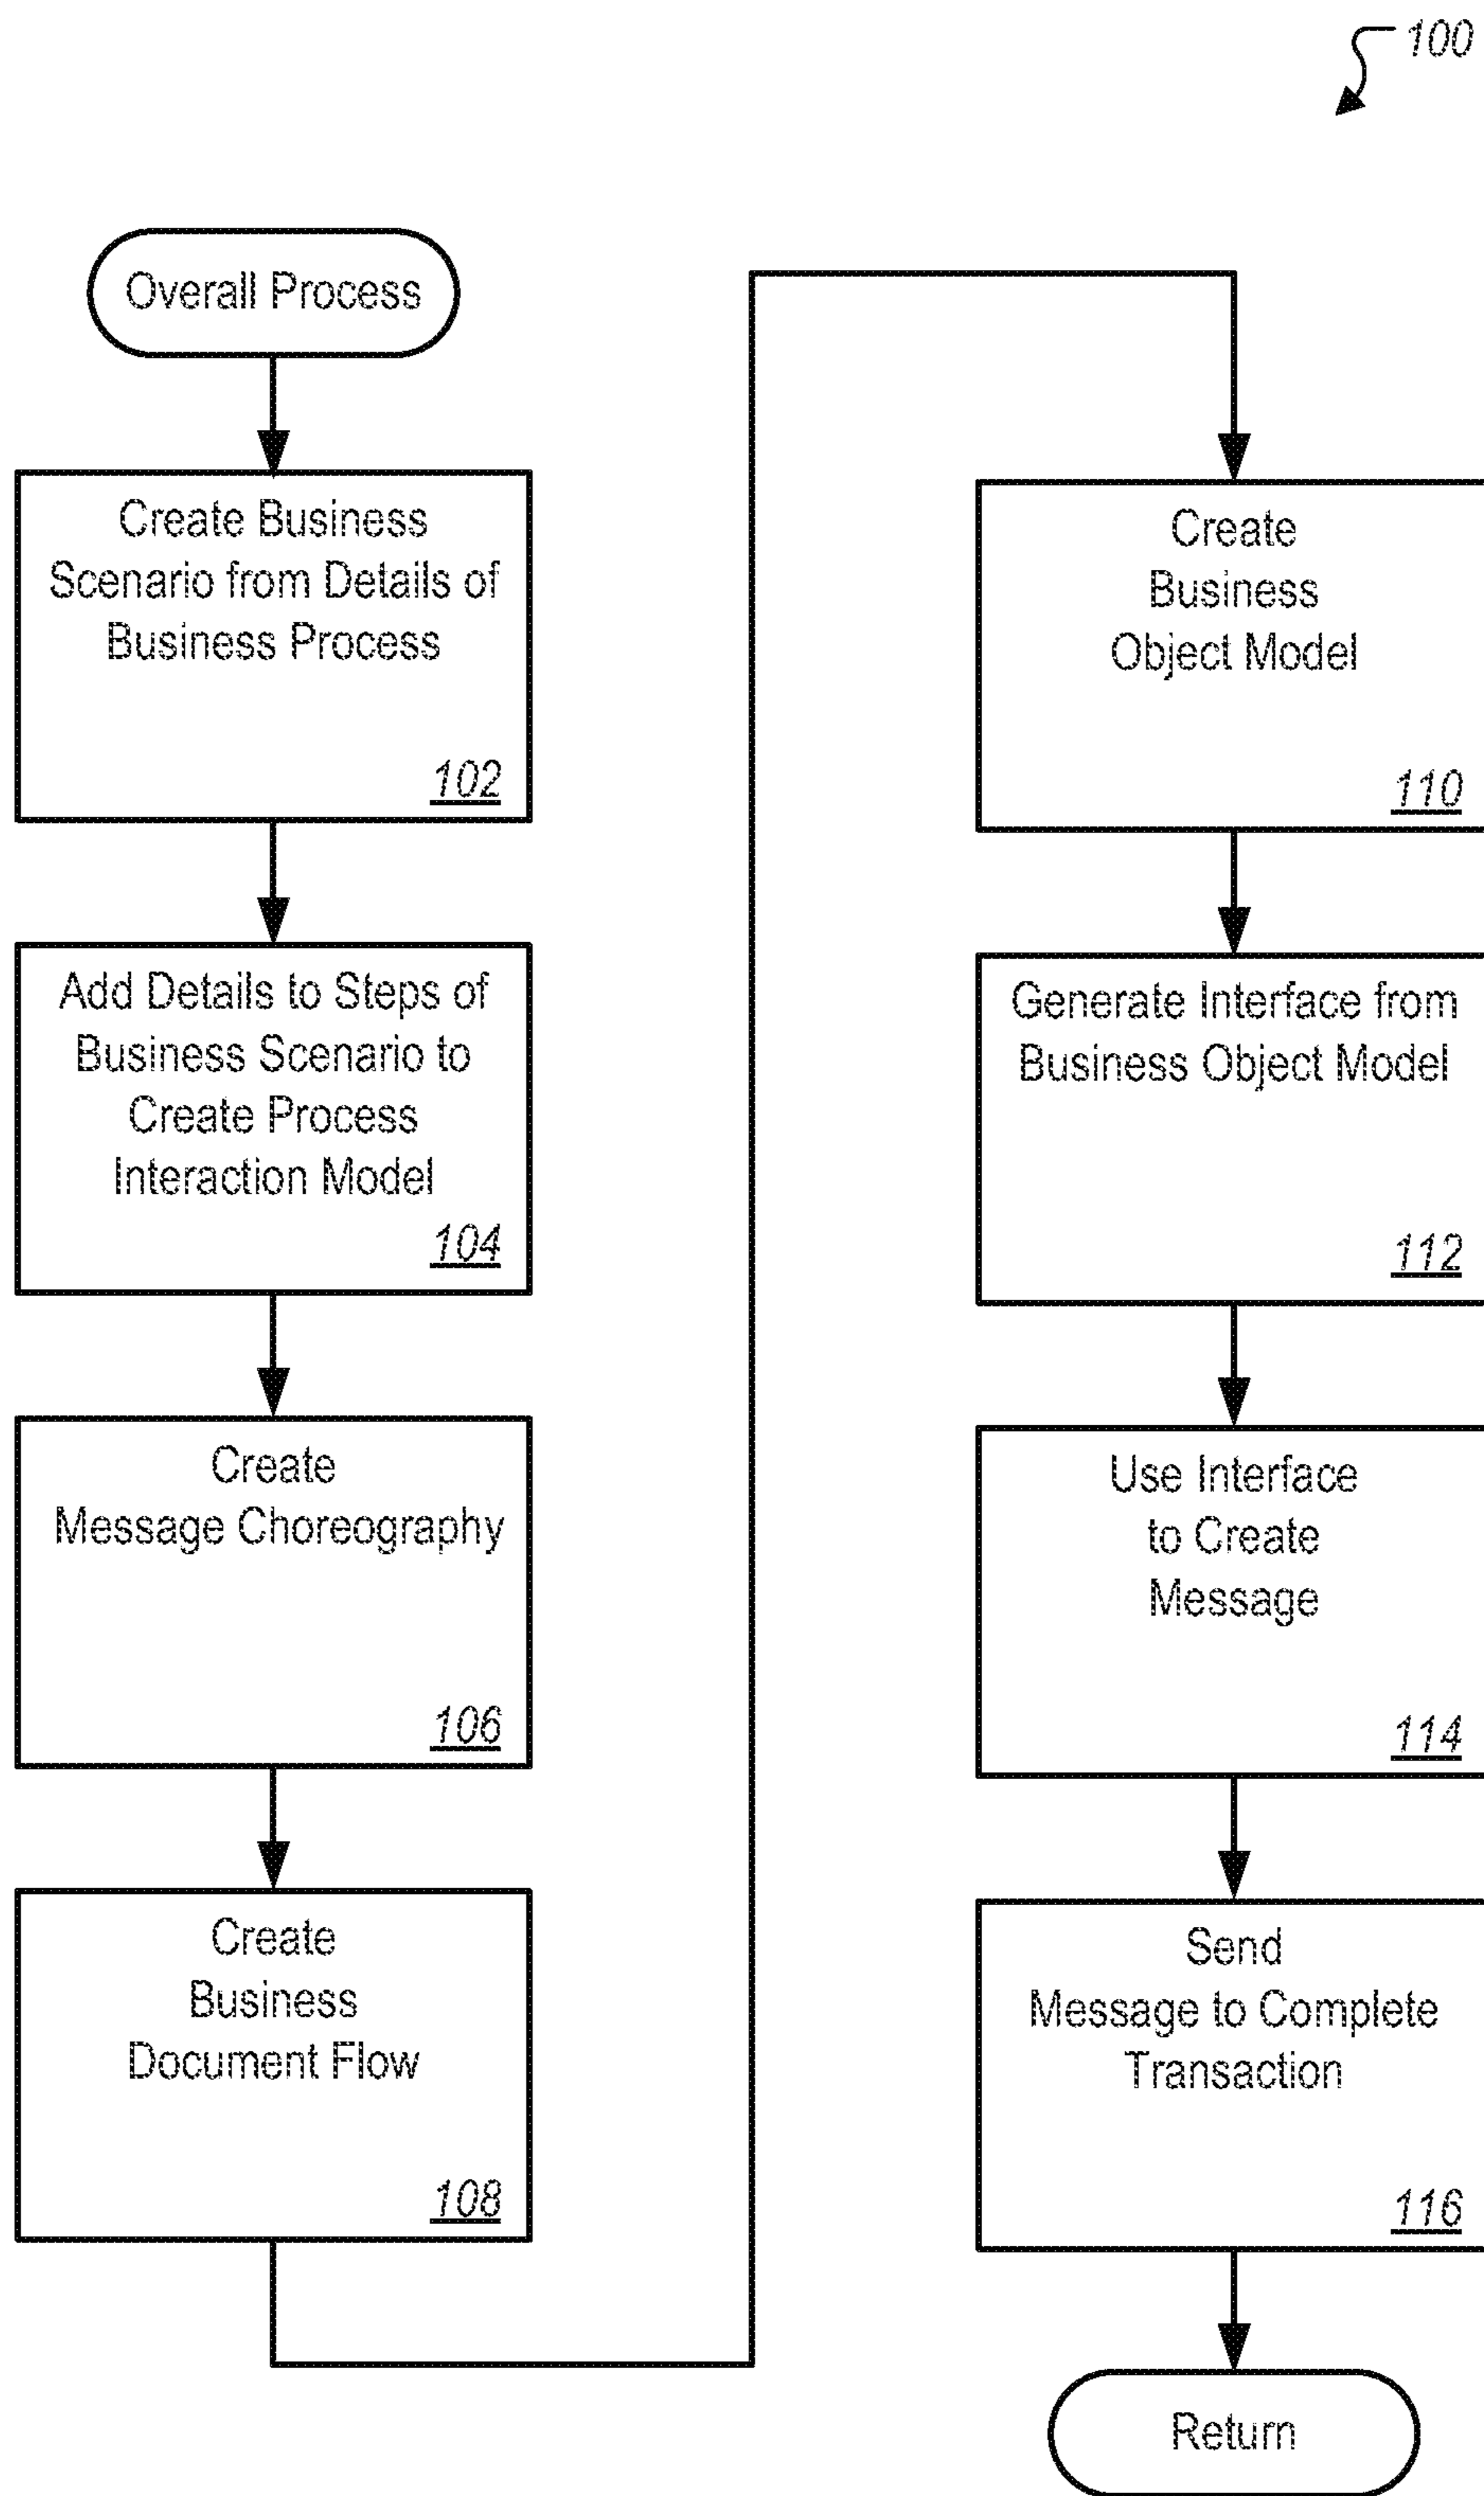 100
Overall Process
Create Business
Scenario from Details of
Business Process
102
Add Details to Steps of
Business Scenario to
Create Process
Interaction Model
104
Create
Message Choreography
106
Create
Business
Document Flow
108
Create
Business
Object Model
110
Generate Interface from
Business Object Model
112
Use Interface
to Create
Message
114
Send
Message to Complete
Transaction
116
Return